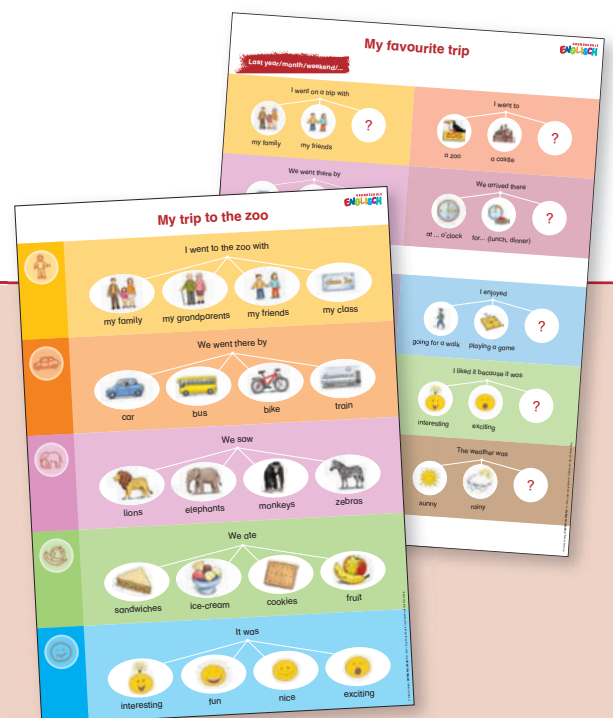 My favourite trip
ENGLISCH
Last year/month/weekend/...
I went on a trip with
my family
my friends
?
I went to
ZOO
a zoo
a castle
?
We went there by
We arrived there
at ... o'clock
for... (lunch, dinner)
?
I enjoyed
going for a walk
playing a game
?
I liked it because it was
interesting
exciting
?
The weather was
sunny
rainy
?
ENGLISCH
My trip to the zoo
I went to the zoo with
my family
my grandparents
my friends
my class
We went there by
car
bus
bike
train
We saw
lions
elephants
monkeys
zebras
We ate
sandwiches
ice-cream
cookies
fruit
It was
interesting
fun
nice
exciting